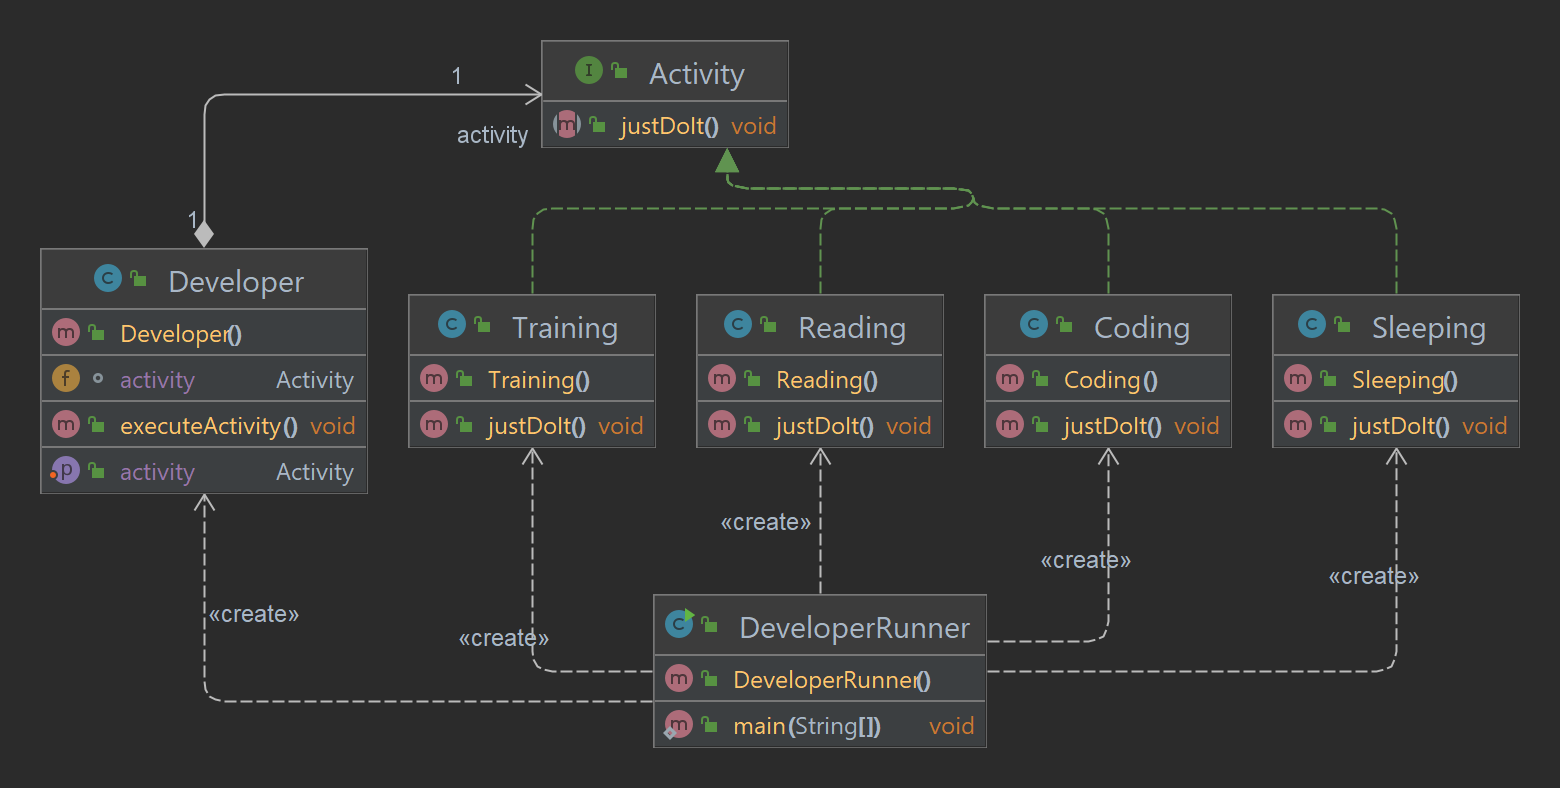 1
I Activity
activity
m justDoIt() void
1
C Developer
m Developer()
f activity Activity
m executeActivity() void
p activity Activity
C Training
m Training()
m justDoIt() void
C Reading
m Reading()
m justDoIt() void
C Coding
m Coding()
m justDoIt() void
C Sleeping
m Sleeping()
m justDoIt() void
«create»
«create»
«create»
«create»
«create»
C DeveloperRunner
m DeveloperRunner()
m main(String[]) void